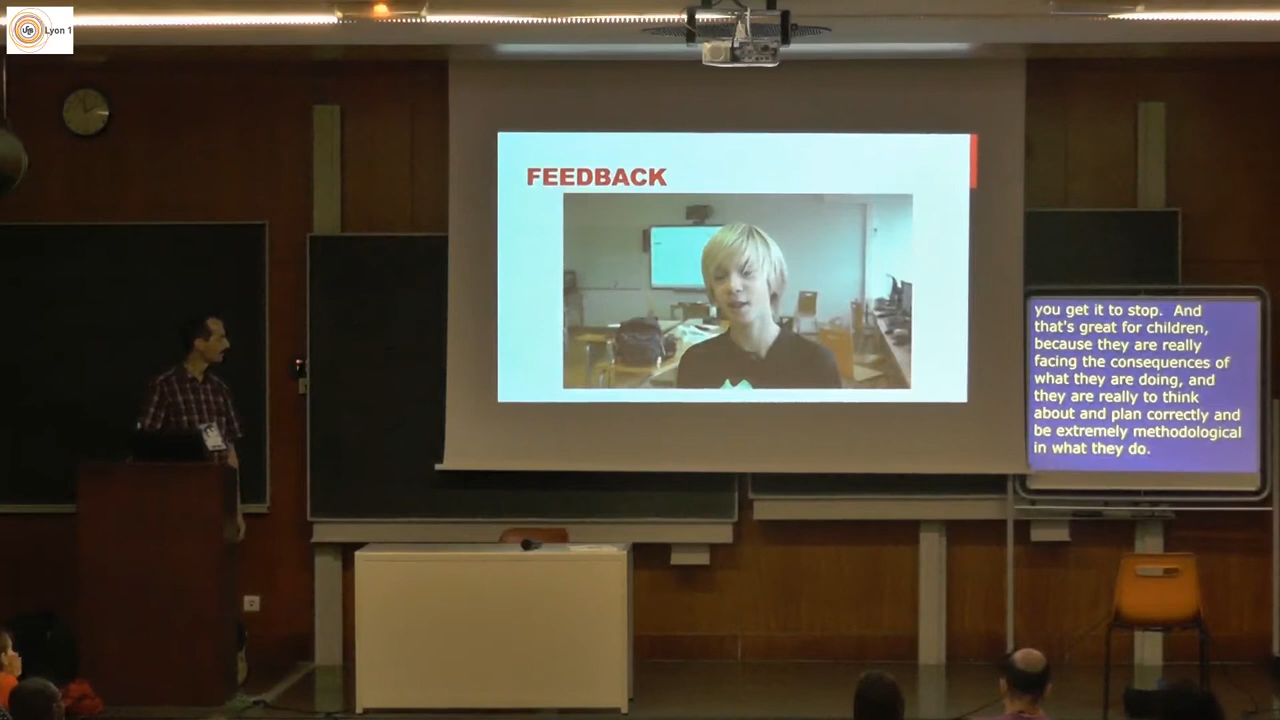 Lyon 1
FEEDBACK
you get it to stop. And
that's great for children,
because they are really
facing the consequences of
what they are doing, and
they are really to think
about and plan correctly and
be extremely methodological
in what they do.